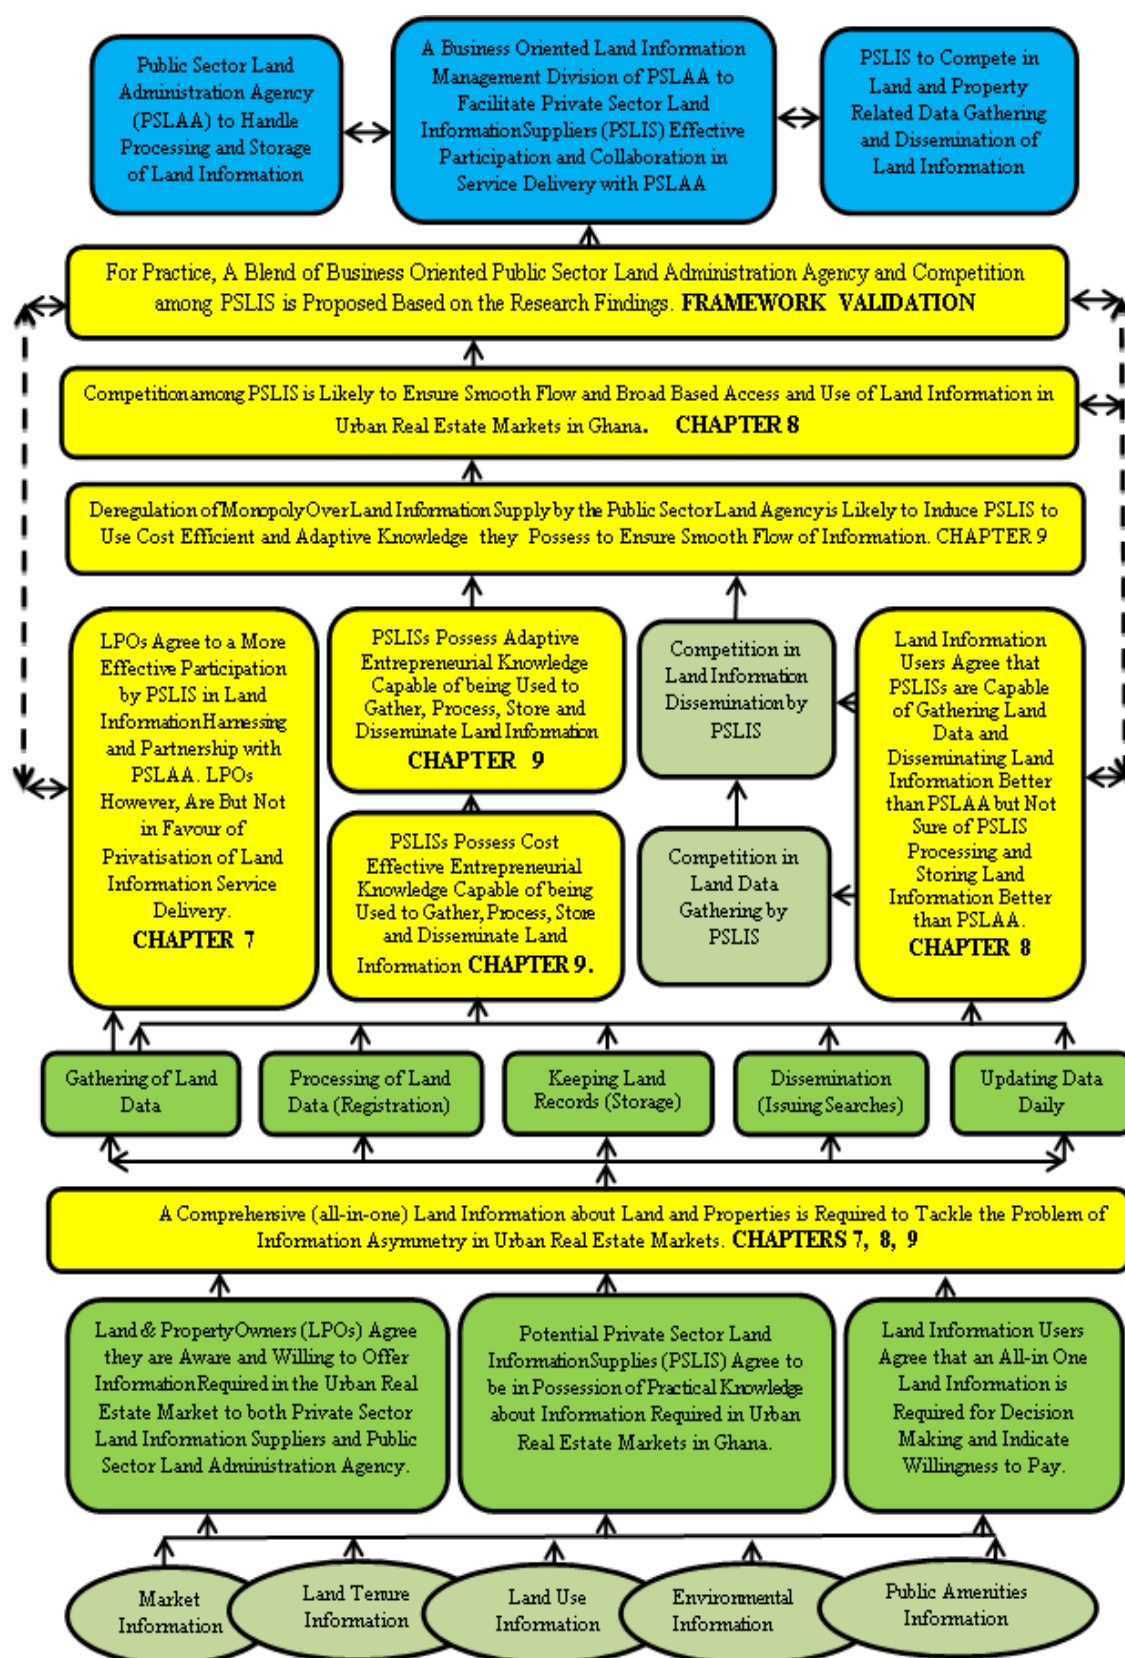 Public Sector Land
Administration Agency
(PSLAA) to Handle
Processing and Storage
of Land Information
A Business Oriented Land Information
Management Division of PSLAA to
Facilitate Private Sector Land
Information Suppliers (PSLIS) Effective
Participation and Collaboration in
Service Delivery with PSLAA
PSLIS to Compete in
Land and Property
Related Data Gathering
and Dissemination of
Land Information
For Practice, A Blend of Business Oriented Public Sector Land Administration Agency and Competition
among PSLIS is Proposed Based on the Research Findings. FRAMEWORK VALIDATION
Competition among PSLIS is Likely to Ensure Smooth Flow and Broad Based Access and Use of Land Information in
Urban Real Estate Markets in Ghana. CHAPTER 8
Deregulation of Monopoly Over Land Information Supply by the Public Sector Land Agency is Likely to Induce PSLIS to
Use Cost Efficient and Adaptive Knowledge they Possess to Ensure Smooth Flow of Information. CHAPTER 9
LPOs Agree to a More
Effective Participation
by PSLIS in Land
Information Harnessing
and Partnership with
PSLAA. LPOs
However, Are But Not
in Favour of
Privatisation of Land
Information Service
Delivery.
CHAPTER 7
PSLISs Possess Adaptive
Entrepreneurial Knowledge
Capable of being Used to
Gather, Process, Store and
Disseminate Land Information
CHAPTER 9
PSLISs Possess Cost
Effective Entrepreneurial
Knowledge Capable of being
Used to Gather, Process, Store
and Disseminate Land
Information CHAPTER 9.
Competition in
Land Information
Dissemination by
PSLIS
Competition in
Land Data
Gathering by
PSLIS
Land Information
Users Agree that
PSLISs are Capable
of Gathering Land
Data and
Disseminating Land
Information Better
than PSLAA but Not
Sure of PSLIS
Processing and
Storing Land
Information Better
than PSLAA.
CHAPTER 8
Gathering of Land
Data
Processing of Land
Data (Registration)
Keeping Land
Records (Storage)
Dissemination
(Issuing Searches)
Updating Data
Daily
A Comprehensive (all-in-one) Land Information about Land and Properties is Required to Tackle the Problem of
Information Asymmetry in Urban Real Estate Markets. CHAPTERS 7, 8, 9
Land & Property Owners (LPOs) Agree
they are Aware and Willing to Offer
Information Required in the Urban Real
Estate Market to both Private Sector
Land Information Suppliers and Public
Sector Land Administration Agency.
Potential Private Sector Land
Information Supplies (PSLIS) Agree to
be in Possession of Practical Knowledge
about Information Required in Urban
Real Estate Markets in Ghana.
Land Information Users
Agree that an All-in One
Land Information is
Required for Decision
Making and Indicate
Willingness to Pay.
Market
Information
Land Tenure
Information
Land Use
Information
Environmental
Information
Public Amenities
Information